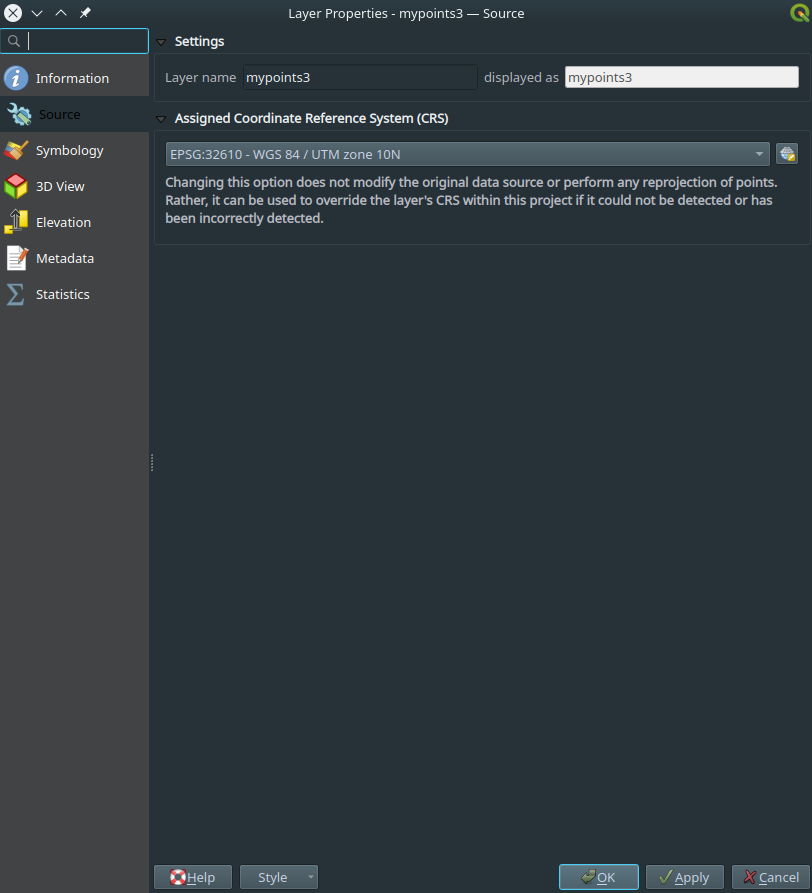 Layer Properties - mypoints3 — Source
Information
Source
Symbology
3D View
Elevation
Metadata
Statistics
Settings
Layer name mypoints3 displayed as mypoints3
Assigned Coordinate Reference System (CRS)
EPSG:32610 - WGS 84 / UTM zone 10N
Changing this option does not modify the original data source or perform any reprojection of points.
Rather, it can be used to override the layer's CRS within this project if it could not be detected or has
been incorrectly detected.
Help Style OK Apply Cancel